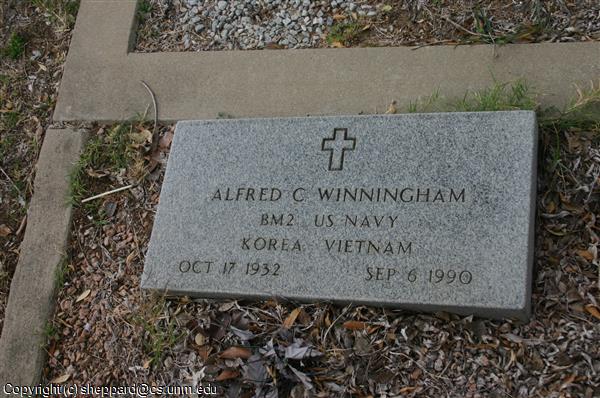 ALFRED C WINNINGHAM
BM2 US NAVY
KOREA VIETNAM
OCT 17 1932 SEP 6 1990
Copyright (c) sheppard@cs.unm.edu